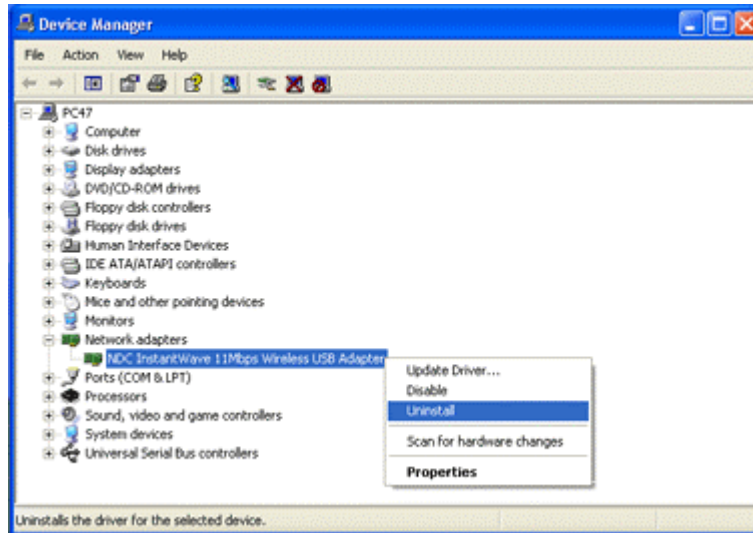 Device Manager
File Action View Help
PC47
Computer
Disk drives
Display adapters
DVD/CD-ROM drives
Floppy disk controllers
Floppy disk drives
Human Interface Devices
IDE ATA/ATAPI controllers
Keyboards
Mice and other pointing devices
Monitors
Network adapters
NDC InstantWave 11Mbps Wireless USB Adapter
Ports (COM & LPT)
Processors
Sound, video and game controllers
System devices
Universal Serial Bus controllers
Update Driver...
Disable
Uninstall
Scan for hardware changes
Properties
Uninstalls the driver for the selected device.